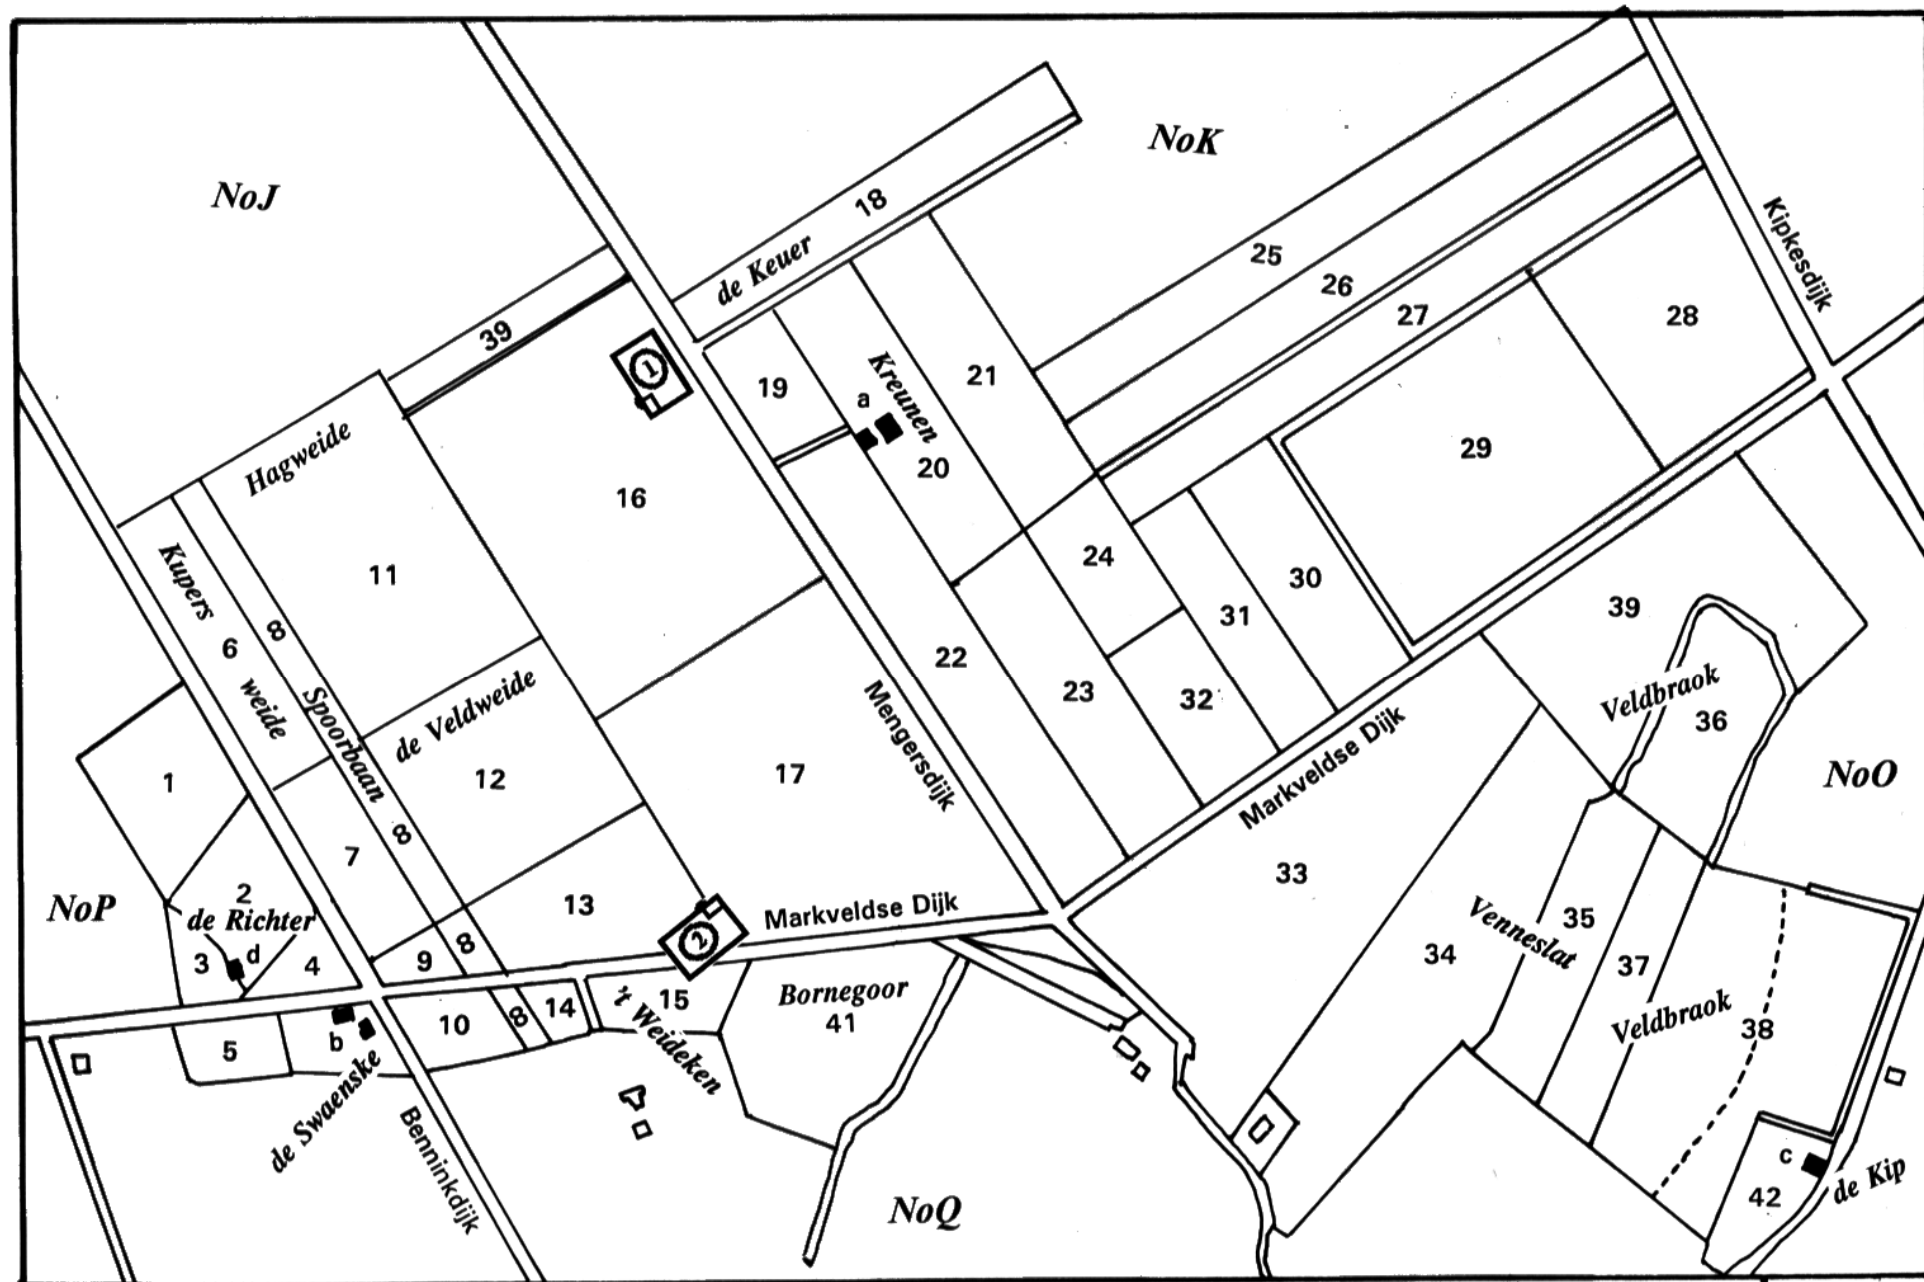 NoJ
NoK
Kipkesdijk
18
de Keuer
25
26
27
28
39
1
19
a
Kreunen
20
21
29
Hagweide
16
11
Kupers
weide
6
8
Spoorbaan
8
24
31
30
39
22
23
32
Veldbraok
36
de Veldweide
12
17
Mengersdijk
Markveldse Dijk
NoO
1
7
2
de Richter
NoP
3
d
4
9
8
13
2
Markveldse Dijk
33
34
Venneslat
35
37
Veldbraok
38
5
b
de Swaenske
10
8
14
15
't Weideken
Bornegoor
41
Benninkdijk
NoQ
c
42
de Kip